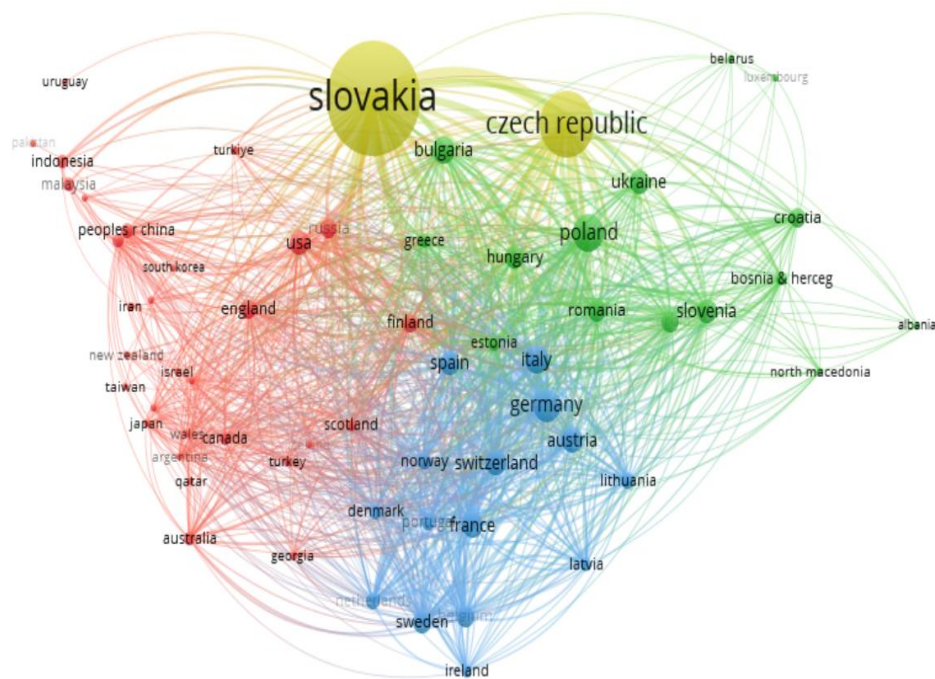 slovakia
belarus
luxembourg
uruguay
czech republic
pakistan
turkiye
bulgaria
indonesia
malaysia
ukraine
croatia
peoples r china
russia
usa
greece
poland
hungary
south korea
bosnia & herceg
iran
england
finland
romania
slovenia
albania
estonia
new zealand
israel
spain
italy
north macedonia
taiwan
japan
germany
wales
canada
scotland
austria
argentina
turkey
norway
switzerland
qatar
lithuania
denmark
portugal
france
australia
georgia
latvia
netherlands
sweden
belgium
ireland